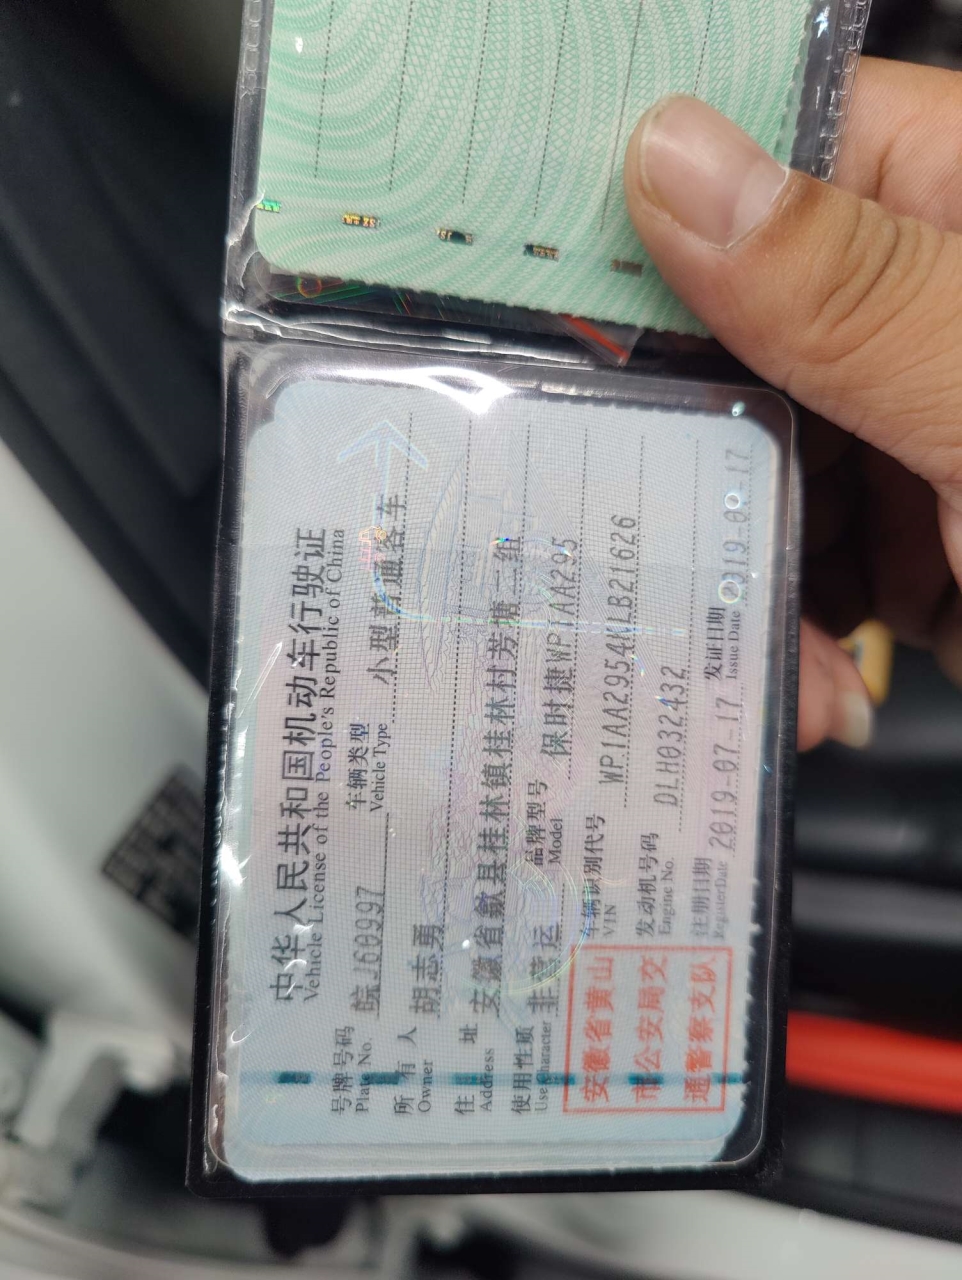 中华人民共和国机动车行驶证
Vehicle License of the People's Republic of China
号牌号码 皖J60997 车辆类型 小型普通客车
Plate No. Vehicle Type
所有人 胡志勇
Owner
住址 安徽省歙县桂林镇桂林村芳塘二组
Address
使用性质 非营运 品牌型号 保时捷WP1AA295
Use Character Model
车辆识别代号 WP1AA2954KLB21626
VIN
发动机号码 DLH032432
Engine No.
注册日期 2019-07-17 发证日期
Register Date Issue Date
安徽省黄山
市公安局交
通警察支队